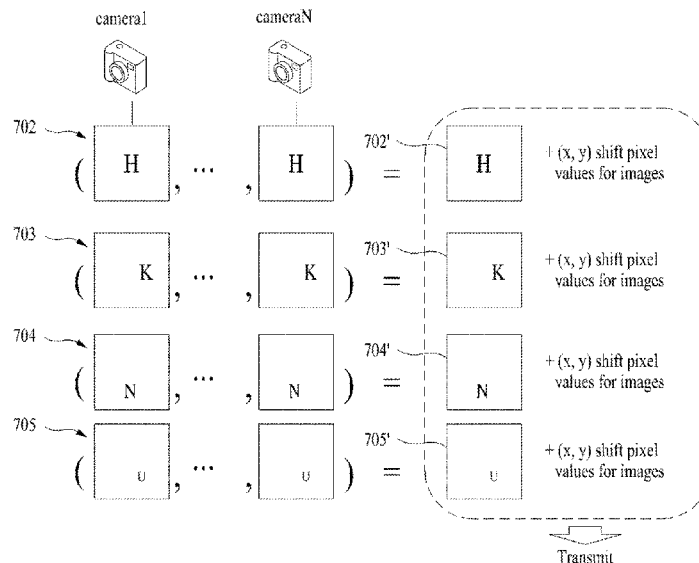 camera1 cameraN
702 ( H , ... , H ) = 702' H + (x, y) shift pixel
values for images
703 ( K , ... , K ) = 703' K + (x, y) shift pixel
values for images
704 ( N , ... , N ) = 704' N + (x, y) shift pixel
values for images
705 ( U , ... , U ) = 705' U + (x, y) shift pixel
values for images
Transmit